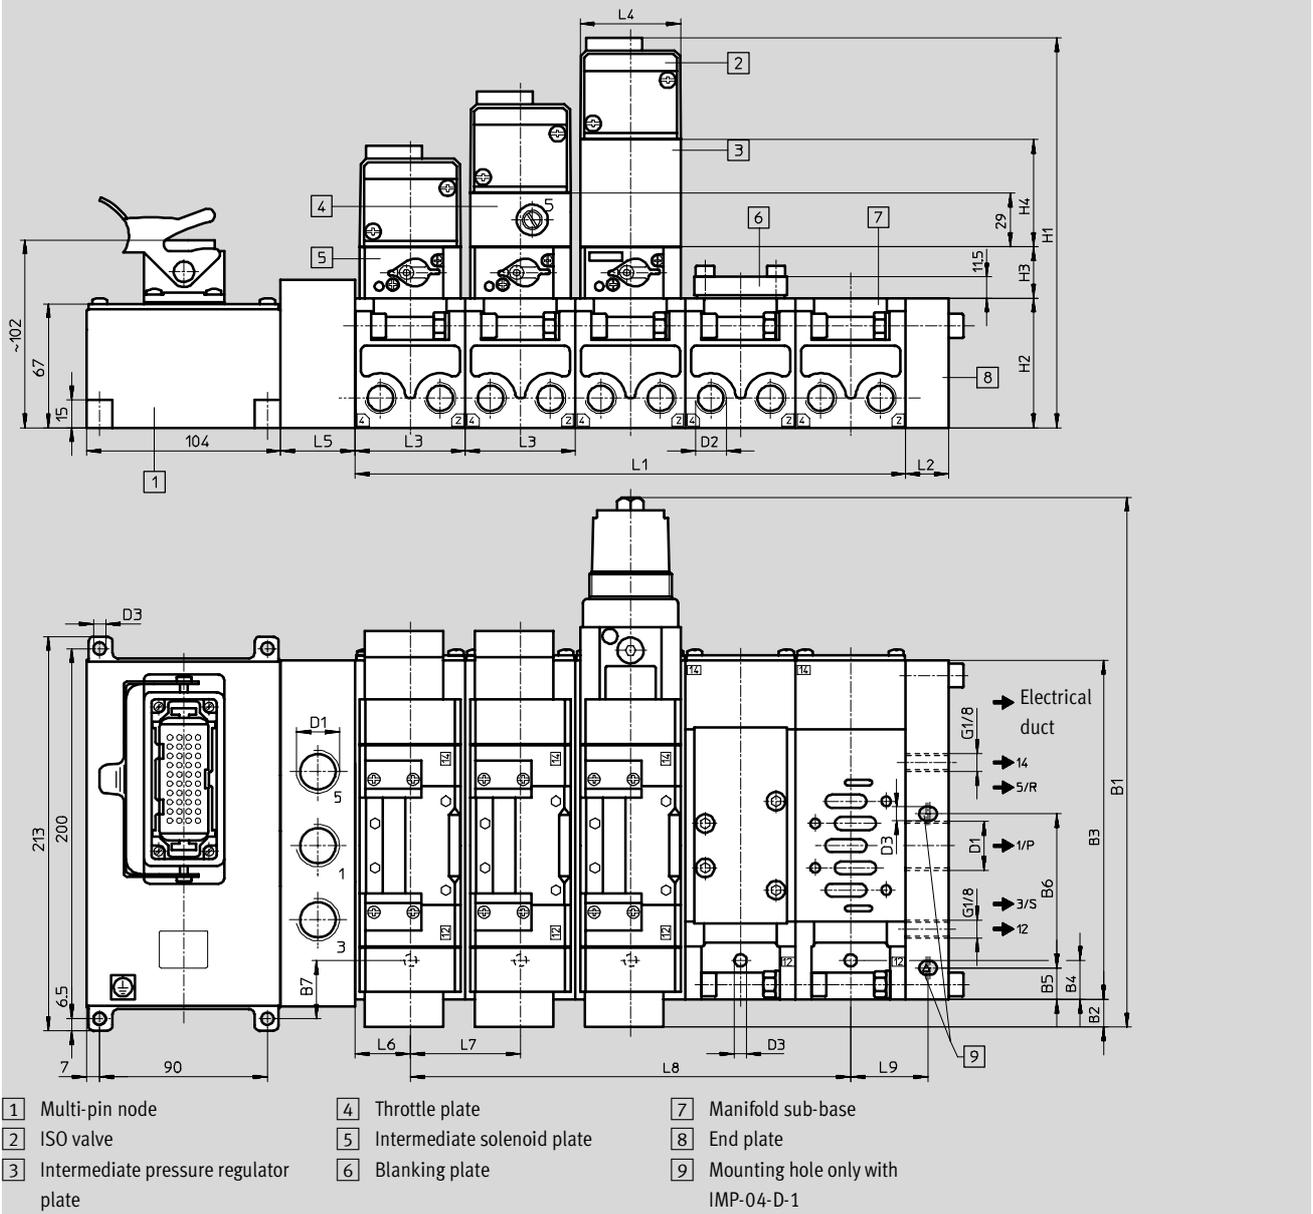 L4
2
3
4
5
5
6
7
8
29
H4
H1
11,5
H3
H2
~102
67
15
4 2 4 2 4 2 4 2 4 2
104 L5 L3 L3 D2
L1 L2
1
D3
D1
5
1
3
14 14
14 14 14
12 12 12
12 12
213
200
6.5
B7
G1/8
D3
D1
G1/8
Electrical
duct
14
5/R
1/P
3/S
12
B1
B3
B6
B5
B4
B2
L6 L7 D3
7 90 L8 L9
9
1 Multi-pin node
2 ISO valve
3 Intermediate pressure regulator
plate
4 Throttle plate
5 Intermediate solenoid plate
6 Blanking plate
7 Manifold sub-base
8 End plate
9 Mounting hole only with
IMP-04-D-1